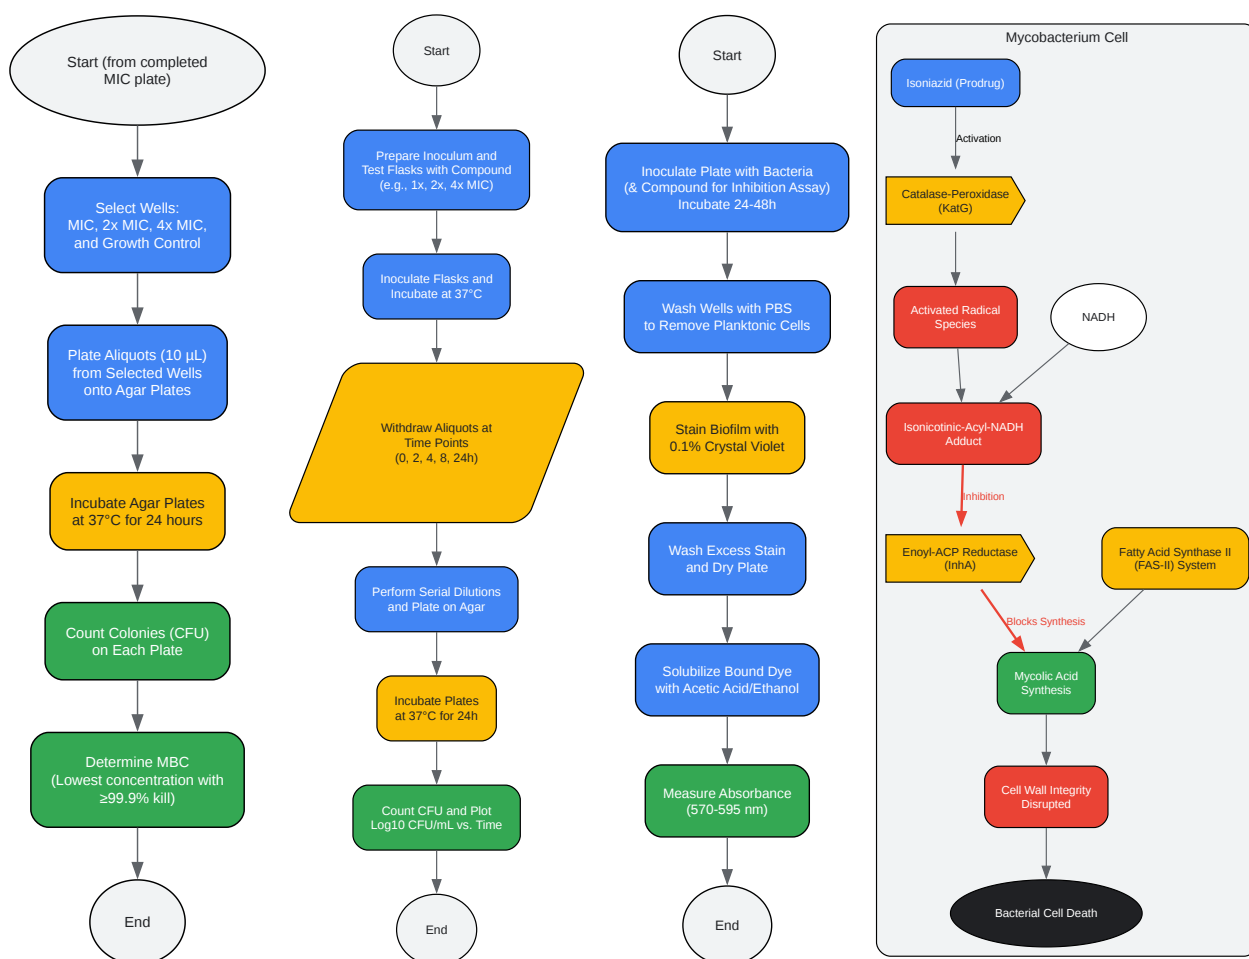 Start (from completed
MIC plate)
Select Wells:
MIC, 2x MIC, 4x MIC,
and Growth Control
Plate Aliquots (10 µL)
from Selected Wells
onto Agar Plates
Incubate Agar Plates
at 37°C for 24 hours
Count Colonies (CFU)
on Each Plate
Determine MBC
(Lowest concentration with
≥99.9% kill)
End
Start
Prepare Inoculum and
Test Flasks with Compound
(e.g., 1x, 2x, 4x MIC)
Inoculate Flasks and
Incubate at 37°C
Withdraw Aliquots at
Time Points
(0, 2, 4, 8, 24h)
Perform Serial Dilutions
and Plate on Agar
Incubate Plates
at 37°C for 24h
Count CFU and Plot
Log10 CFU/mL vs. Time
End
Start
Inoculate Plate with Bacteria
(& Compound for Inhibition Assay)
Incubate 24-48h
Wash Wells with PBS
to Remove Planktonic Cells
Stain Biofilm with
0.1% Crystal Violet
Wash Excess Stain
and Dry Plate
Solubilize Bound Dye
with Acetic Acid/Ethanol
Measure Absorbance
(570-595 nm)
End
Mycobacterium Cell
Isoniazid (Prodrug)
Activation
Catalase-Peroxidase
(KatG)
Activated Radical
Species
NADH
Isonicotinic-Acyl-NADH
Adduct
Inhibition
Enoyl-ACP Reductase
(InhA)
Fatty Acid Synthase II
(FAS-II) System
Blocks Synthesis
Mycolic Acid
Synthesis
Cell Wall Integrity
Disrupted
Bacterial Cell Death